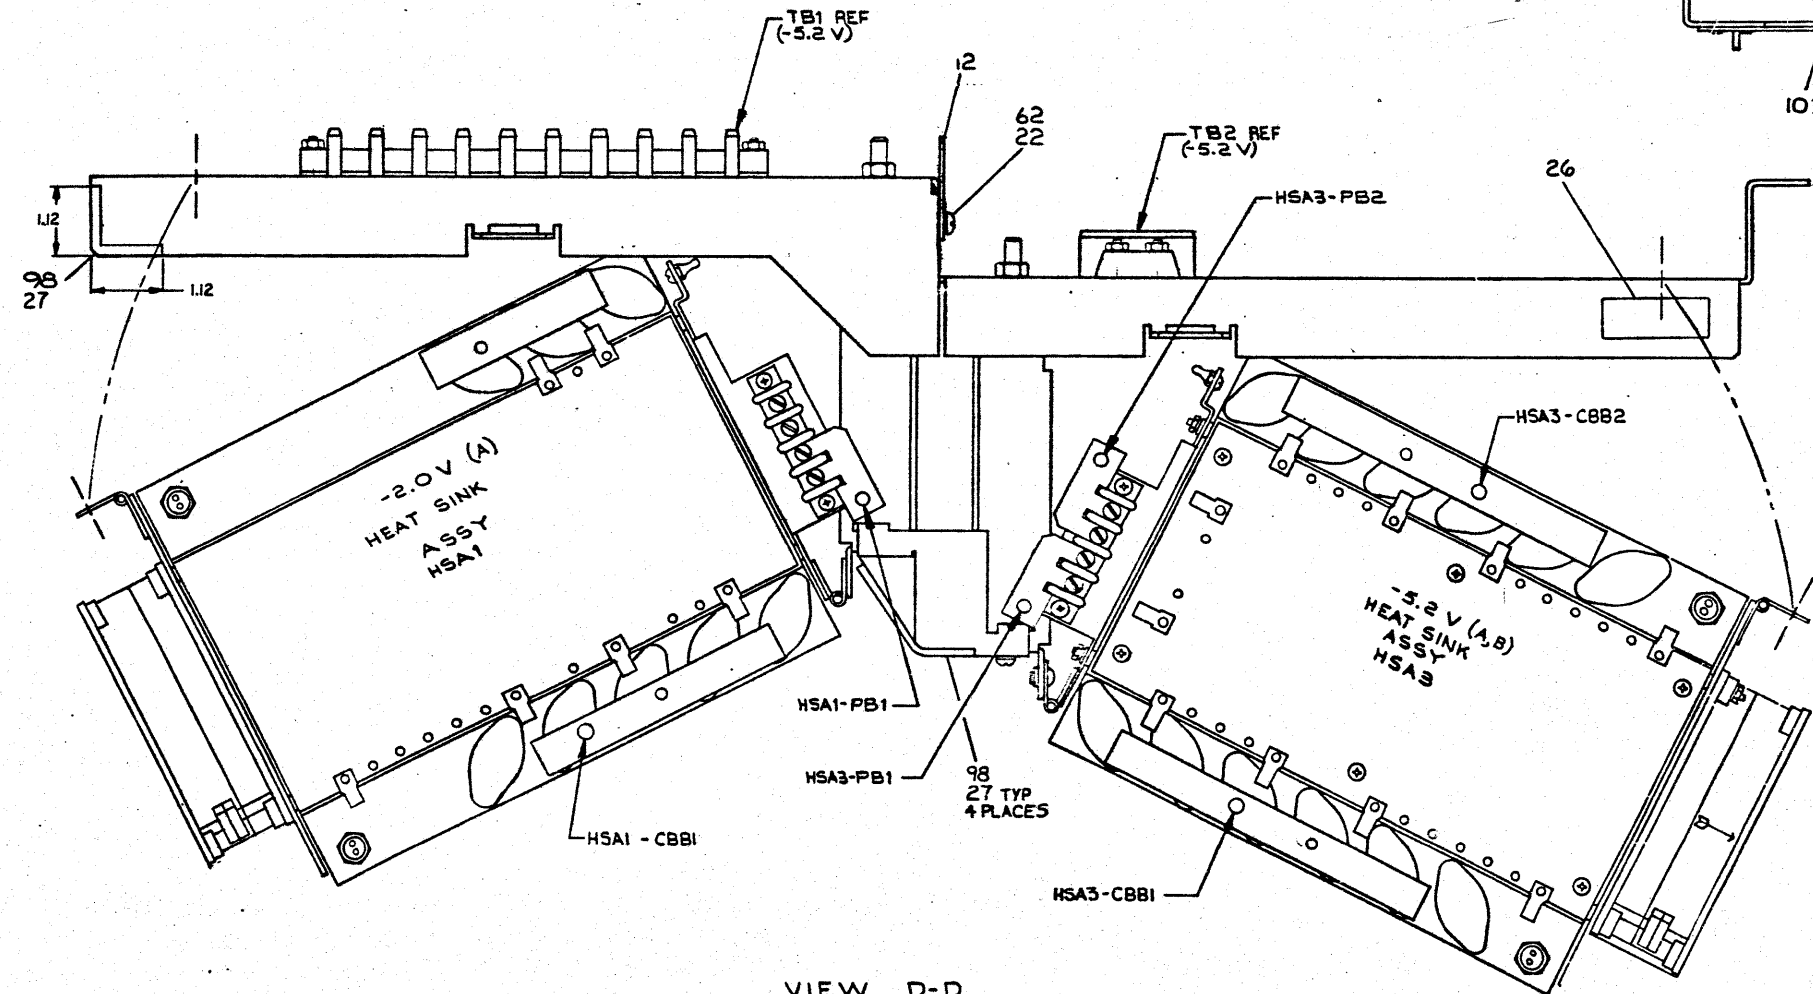 TB1 REF
(-5.2 V)
12
62
22
TB2 REF
(-5.2 V)
HSA3-PB2
26
10
1.12
98
27
1.12
HSA3-CBB2
-2.0V (A)
HEAT SINK
ASSY
HSA1
-5.2 V (A,B)
HEAT SINK
ASSY
HSA3
HSA1-PB1
HSA3-PB1
98
27 TYP
4 PLACES
HSA1-CBB1
HSA3-CBB1
VIEW D-D